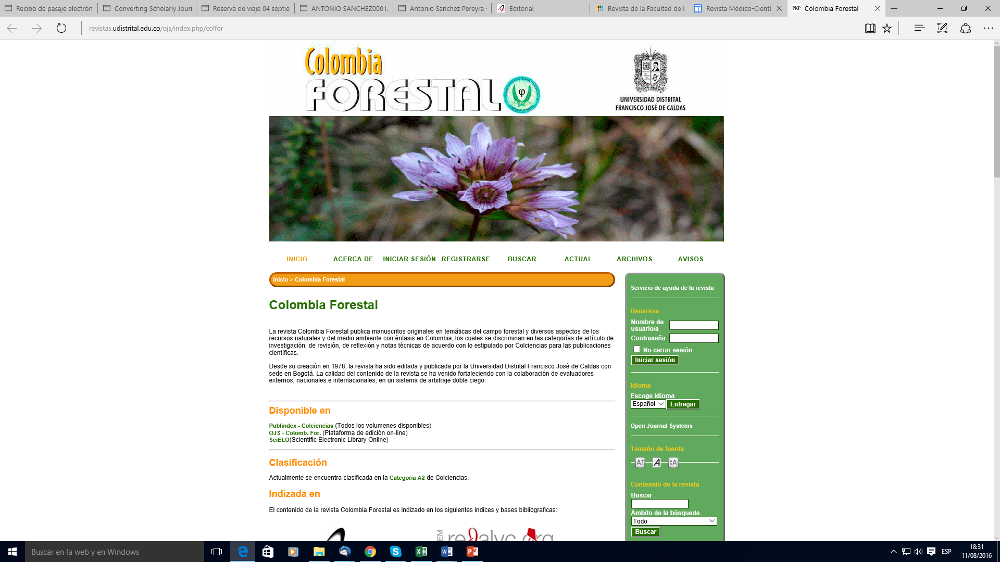 Recibo de pasaje electróni
Converting Scholarly Jour
Reserva de viaje 04 septie
ANTONIO SANCHEZ0001.
Antonio Sanchez Pereyra -
Editorial
Revista de la Facultad de I
Revista Médico-Cientí
PKP Colombia Forestal
revistas.udistrital.edu.co/ojs/index.php/colfor
Colombia
FORESTAL
UNIVERSIDAD DISTRITAL
FRANCISCO JOSÉ DE CALDAS
INICIO ACERCA DE INICIAR SESIÓN REGISTRARSE BUSCAR ACTUAL ARCHIVOS AVISOS
Inicio > Colombia Forestal
Colombia Forestal
La revista Colombia Forestal publica manuscritos originales en temáticas del campo forestal y diversos aspectos de los
recursos naturales y del medio ambiente con énfasis en Colombia, los cuales se discriminan en las categorías de artículo de
investigación, de revisión, de reflexión y notas técnicas de acuerdo con lo estipulado por Colciencias para las publicaciones
científicas.
Desde su creación en 1978, la revista ha sido editada y publicada por la Universidad Distrital Francisco José de Caldas con
sede en Bogotá. La calidad del contenido de la revista se ha venido fortaleciendo con la colaboración de evaluadores
externos, nacionales e internacionales, en un sistema de arbitraje doble ciego.
Disponible en
Publindex - Colciencias (Todos los volumenes disponibles)
OJS - Colomb. For. (Plataforma de edición on-line)
SciELO(Scientific Electronic Library Online)
Clasificación
Actualmente se encuentra clasificada en la Categoria A2 de Colciencias.
Indizada en
El contenido de la revista Colombia Forestal es indizado en los siguientes indices y bases bibliograficas:
redalyc.org
Servicio de ayuda de la revista
Usuario/a
Nombre de
usuario/a
Contraseña
No cerrar sesión
Iniciar sesión
Idioma
Escoge idioma
Español Entregar
Open Journal Systems
Tamaño de fuente
Contenido de la revista
Buscar
Ámbito de la búsqueda
Todo
Buscar
Buscar en la web y en Windows
ESP
18:31
11/08/2016